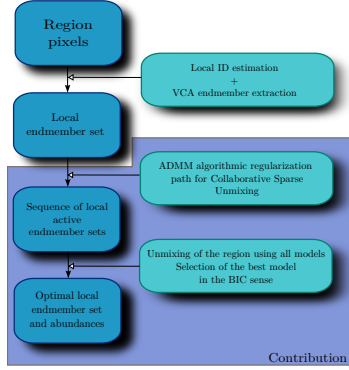 Region
pixels
Local ID estimation
+
VCA endmember extraction
Local
endmember set
ADMM algorithmic regularization
path for Collaborative Sparse
Unmixing
Sequence of local
active
endmember sets
Unmixing of the region using all models
Selection of the best model
in the BIC sense
Optimal local
endmember set
and abundances
Contribution